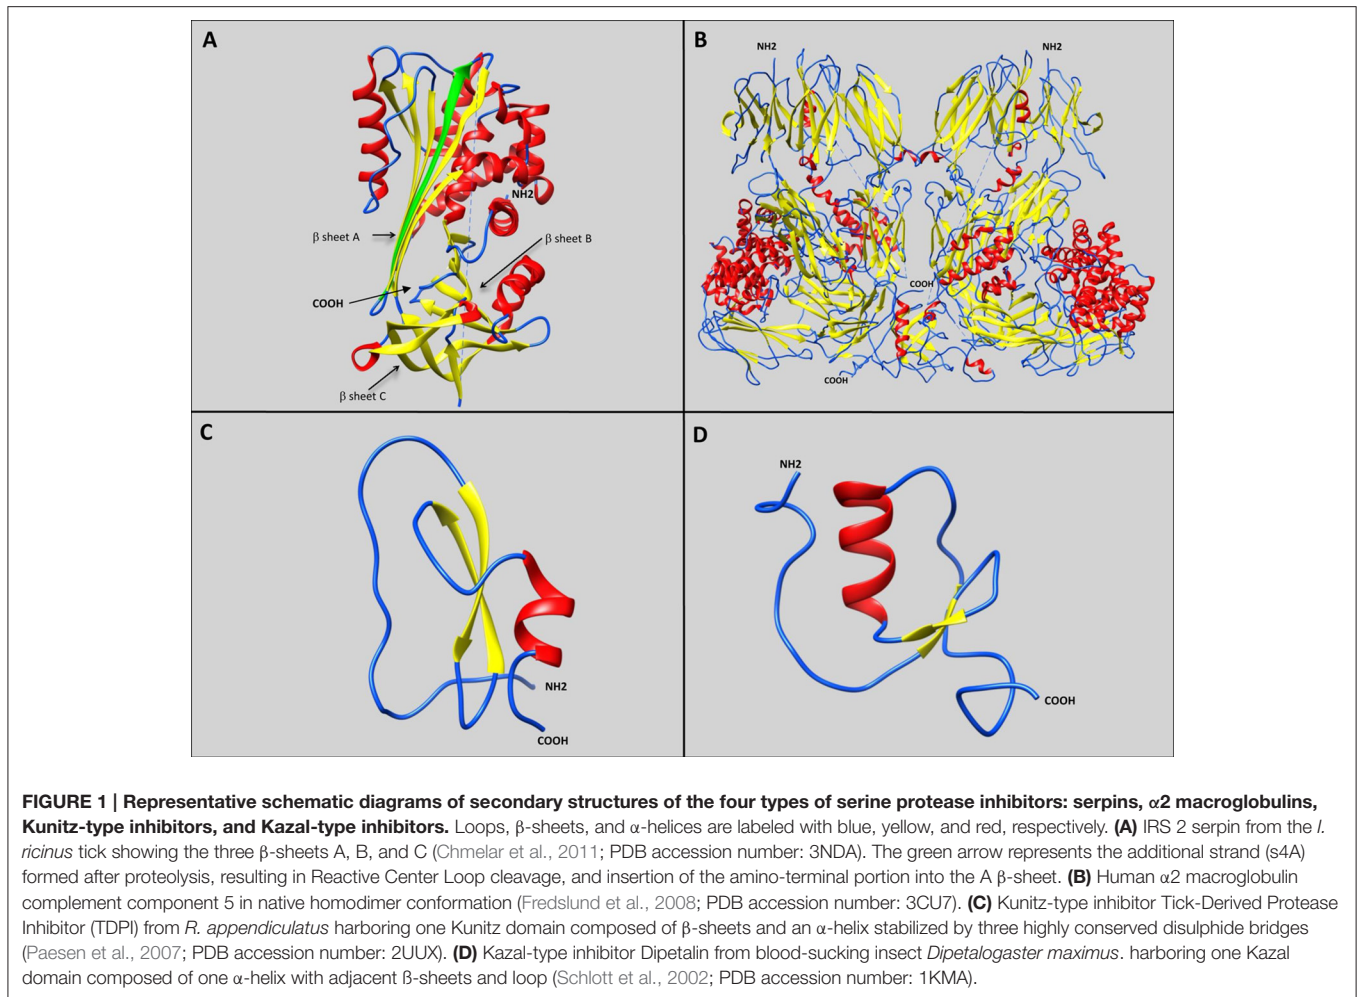 A
NH2
β sheet A
β sheet B
COOH
β sheet C
B
NH2
NH2
COOH
COOH
C
NH2
COOH
D
NH2
COOH
FIGURE 1 | Representative schematic diagrams of secondary structures of the four types of serine protease inhibitors: serpins, α2 macroglobulins,
Kunitz-type inhibitors, and Kazal-type inhibitors. Loops, β-sheets, and α-helices are labeled with blue, yellow, and red, respectively. (A) IRS 2 serpin from the I.
ricinus tick showing the three β-sheets A, B, and C (Chmelar et al., 2011; PDB accession number: 3NDA). The green arrow represents the additional strand (s4A)
formed after proteolysis, resulting in Reactive Center Loop cleavage, and insertion of the amino-terminal portion into the A β-sheet. (B) Human α2 macroglobulin
complement component 5 in native homodimer conformation (Fredslund et al., 2008; PDB accession number: 3CU7). (C) Kunitz-type inhibitor Tick-Derived Protease
Inhibitor (TDPI) from R. appendiculatus harboring one Kunitz domain composed of β-sheets and an α-helix stabilized by three highly conserved disulphide bridges
(Paesen et al., 2007; PDB accession number: 2UUX). (D) Kazal-type inhibitor Dipetalin from blood-sucking insect Dipetalogaster maximus. harboring one Kazal
domain composed of one α-helix with adjacent ß-sheets and loop (Schlott et al., 2002; PDB accession number: 1KMA).